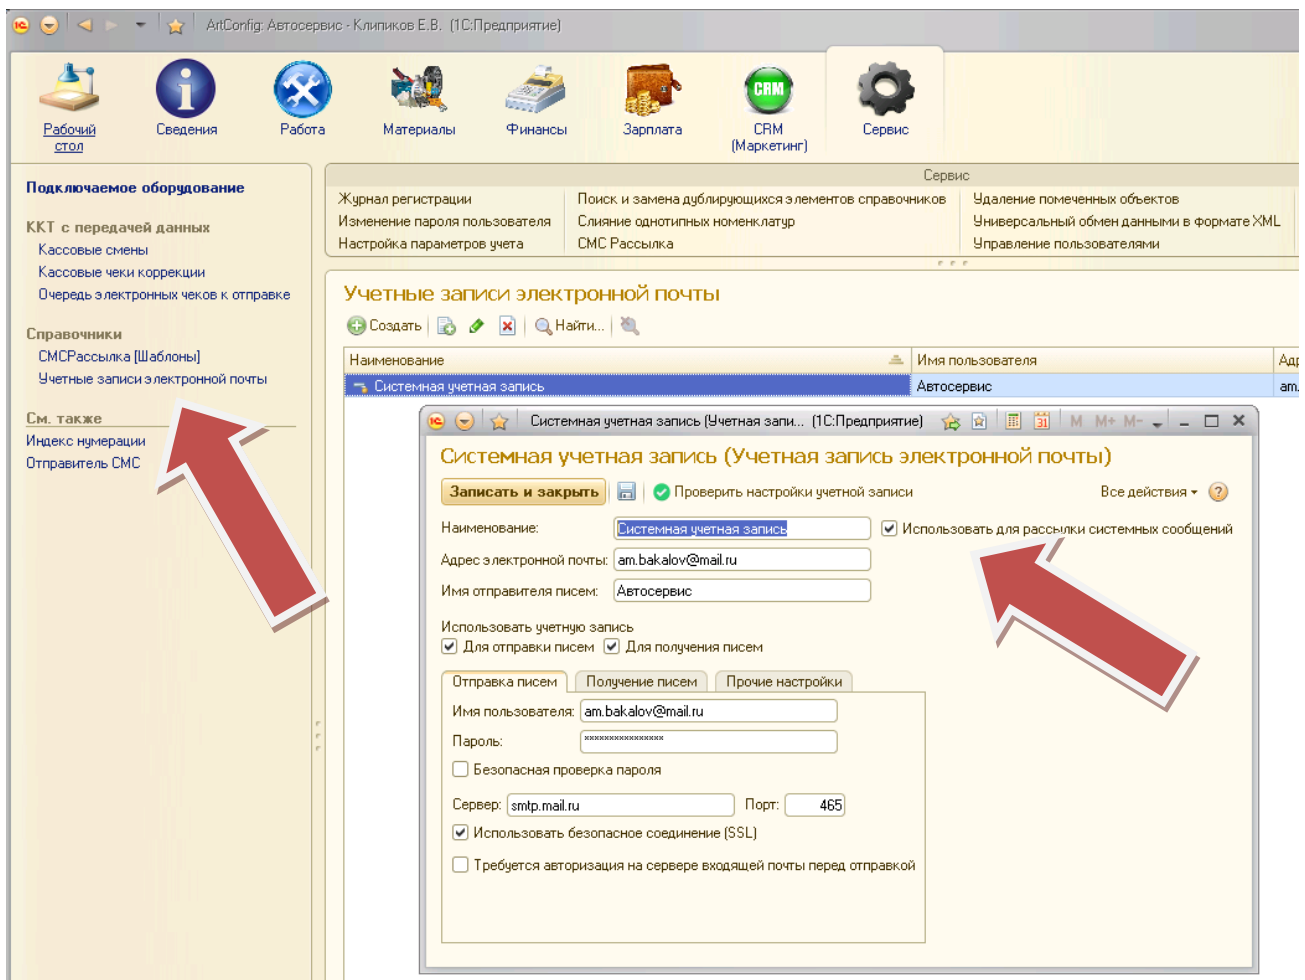 ArtConfig: Автосервис - Клипиков Е.В. (1С:Предприятие)
Рабочий стол
Сведения
Работа
Материалы
Финансы
Зарплата
CRM
CRM (Маркетинг)
Сервис
Подключаемое оборудование
ККТ с передачей данных
Кассовые смены
Кассовые чеки коррекции
Очередь электронных чеков к отправке
Справочники
СМСРассылка [Шаблоны]
Учетные записи электронной почты
См. также
Индекс нумерации
Отправитель СМС
Сервис
Журнал регистрации
Поиск и замена дублирующихся элементов справочников
Удаление помеченных объектов
Изменение пароля пользователя
Слияние однотипных номенклатур
Универсальный обмен данными в формате XML
Настройка параметров учета
СМС Рассылка
Управление пользователями
Учетные записи электронной почты
Создать
Найти...
Наименование
Имя пользователя
Адр
Системная учетная запись
Автосервис
am.
Системная учетная запись (Учетная запи... (1С:Предприятие)
31
M M+ M-
Системная учетная запись (Учетная запись электронной почты)
Записать и закрыть
Проверить настройки учетной записи
Все действия
?
Наименование: Системная учетная запись
Использовать для рассылки системных сообщений
Адрес электронной почты: am.bakalov@mail.ru
Имя отправителя писем: Автосервис
Использовать учетную запись
Для отправки писем Для получения писем
Отправка писем Получение писем Прочие настройки
Имя пользователя: am.bakalov@mail.ru
Пароль: ****************
Безопасная проверка пароля
Сервер: smtp.mail.ru Порт: 465
Использовать безопасное соединение (SSL)
Требуется авторизация на сервере входящей почты перед отправкой